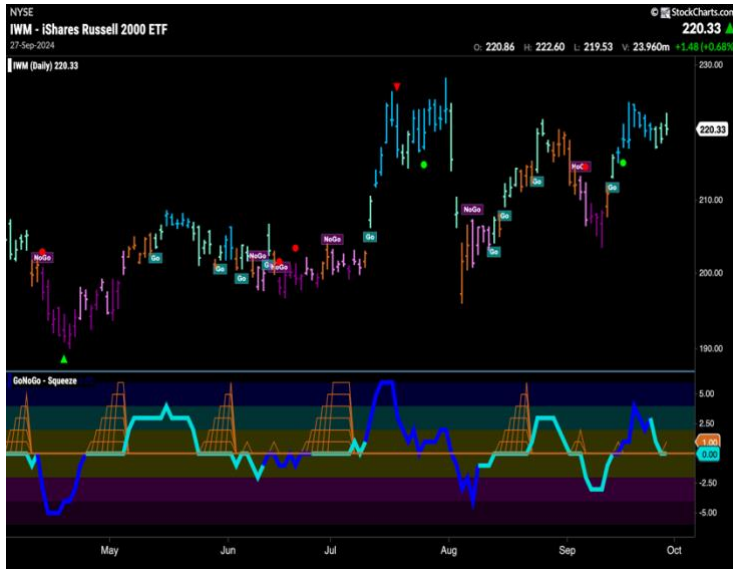 NYSE
© StockCharts.com
IWM - iShares Russell 2000 ETF
220.33
27-Sep-2024
O: 220.86 H: 222.60 L: 219.53 V: 23.960m +1.48 (+0.68%
IWM (Daily) 220.33
230.00
220.33
210.00
200.00
190.00
NoGo
Go
Go
Go
NoGo
G
NoGo
NoGo
Go
NoGo
Go
Go
Go
NoG
Go
GoNoGo - Squeeze
5.00
2.50
1.00
0.00
-2.50
-5.00
May Jun Jul Aug Sep Oct